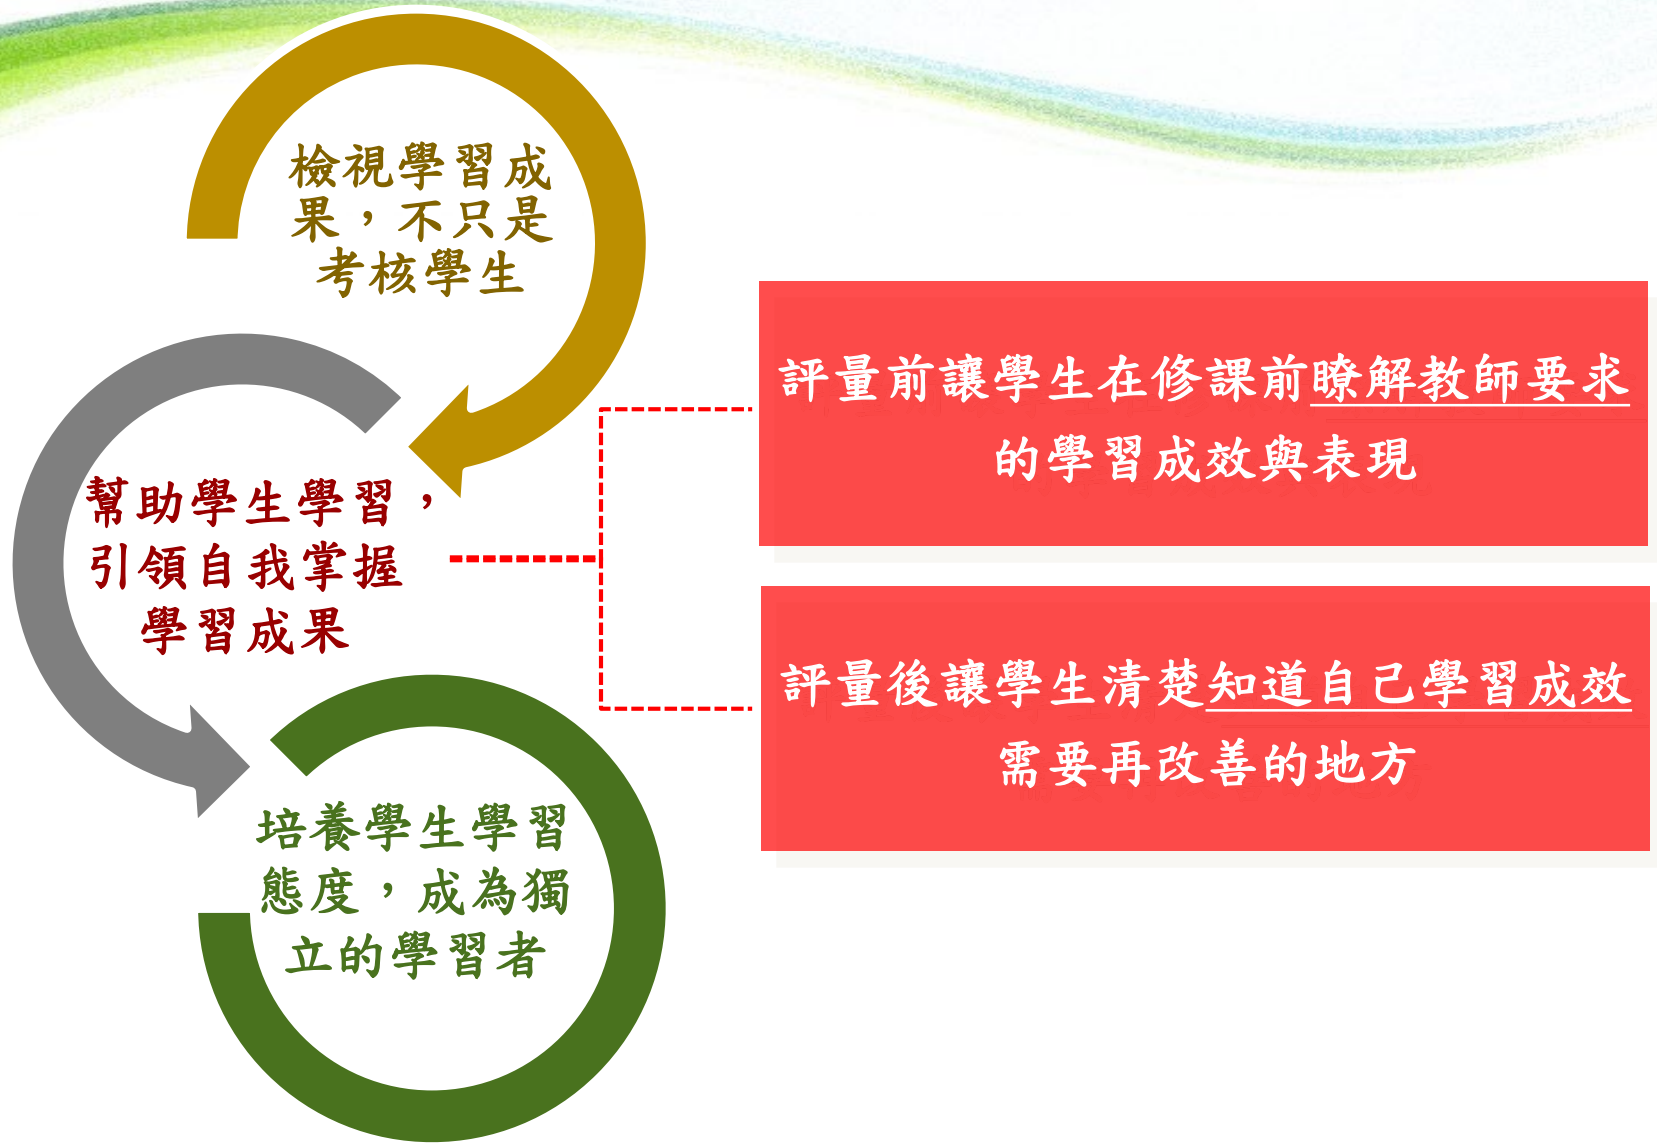 檢視學習成
果，不只是
考核學生
幫助學生學習，
引領自我掌握
學習成果
培養學生學習
態度，成為獨
立的學習者
評量前讓學生在修課前瞭解教師要求
的學習成效與表現
評量後讓學生清楚知道自己學習成效
需要再改善的地方